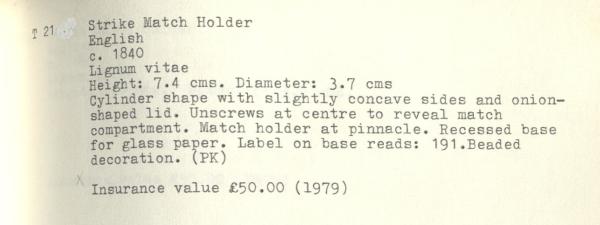 T 21 Strike Match Holder
English
c. 1840
Lignum vitae
Height: 7.4 cms. Diameter: 3.7 cms
Cylinder shape with slightly concave sides and onion-
shaped lid. Unscrews at centre to reveal match
compartment. Match holder at pinnacle. Recessed base
for glass paper. Label on base reads: 191.Beaded
decoration. (PK)
Insurance value £50.00 (1979)